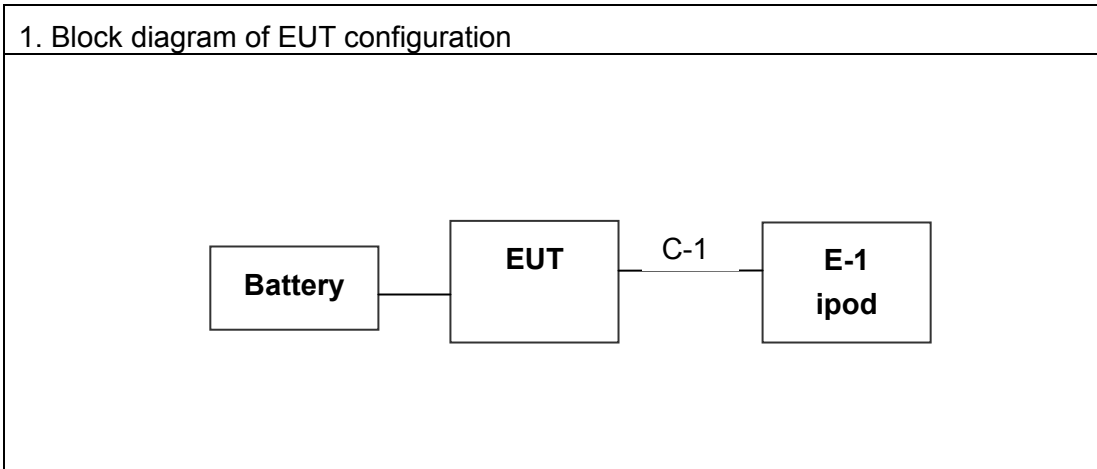 1. Block diagram of EUT configuration
Battery
EUT
C-1
E-1
ipod